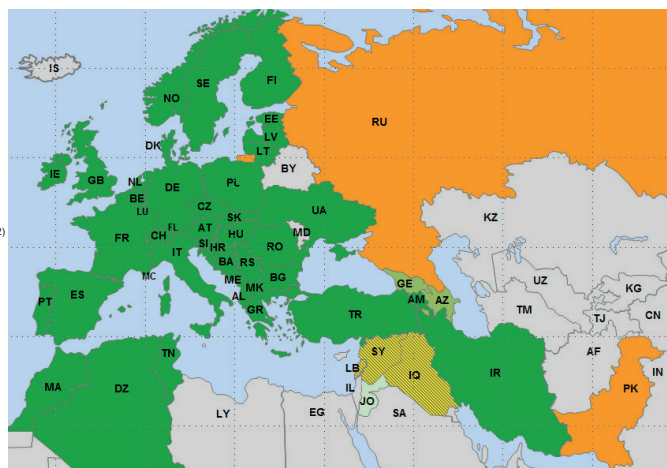 IS
NO
SE
FI
RU
EE
LV
LT
DK
IE
GB
NL
BE
LU
DE
PL
BY
CZ
SK
UA
KZ
FR
CH
FL
AT
HU
MD
SI
HR
RO
IT
BA
RS
MC
ME
MK
BG
AL
GR
PT
ES
GE
AM
AZ
UZ
KG
TM
TJ
CN
TR
TN
SY
AF
MA
DZ
LB
IQ
IR
IN
IL
JO
PK
LY
EG
SA